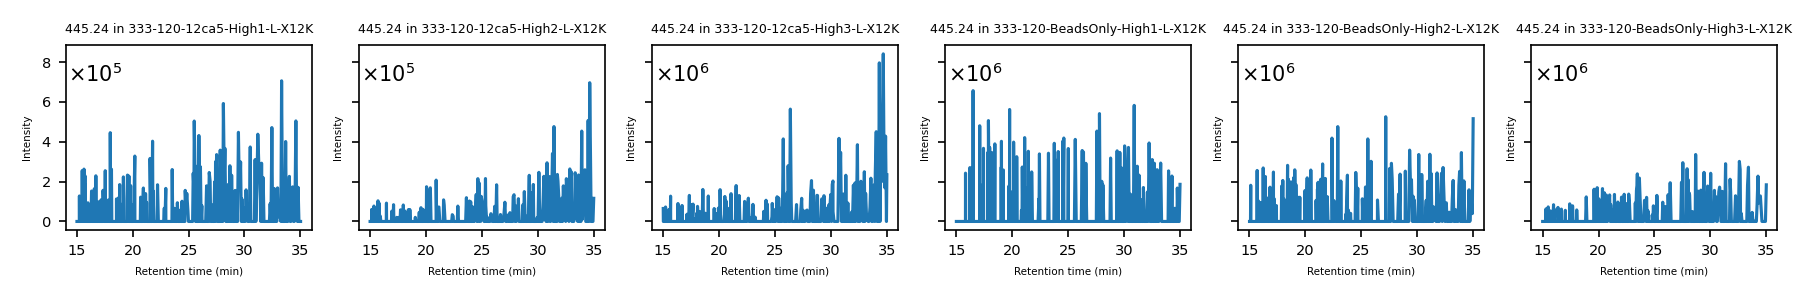 445.24 in 333-120-12ca5-High1-L-X12K
445.24 in 333-120-12ca5-High2-L-X12K
445.24 in 333-120-12ca5-High3-L-X12K
445.24 in 333-120-BeadsOnly-High1-L-X12K
445.24 in 333-120-BeadsOnly-High2-L-X12K
445.24 in 333-120-BeadsOnly-High3-L-X12K
×10⁵
×10⁵
×10⁶
×10⁶
×10⁶
×10⁶
8
6
4
2
0
Intensity
Intensity
Intensity
Intensity
Intensity
Intensity
15 20 25 30 35
15 20 25 30 35
15 20 25 30 35
15 20 25 30 35
15 20 25 30 35
15 20 25 30 35
Retention time (min)
Retention time (min)
Retention time (min)
Retention time (min)
Retention time (min)
Retention time (min)